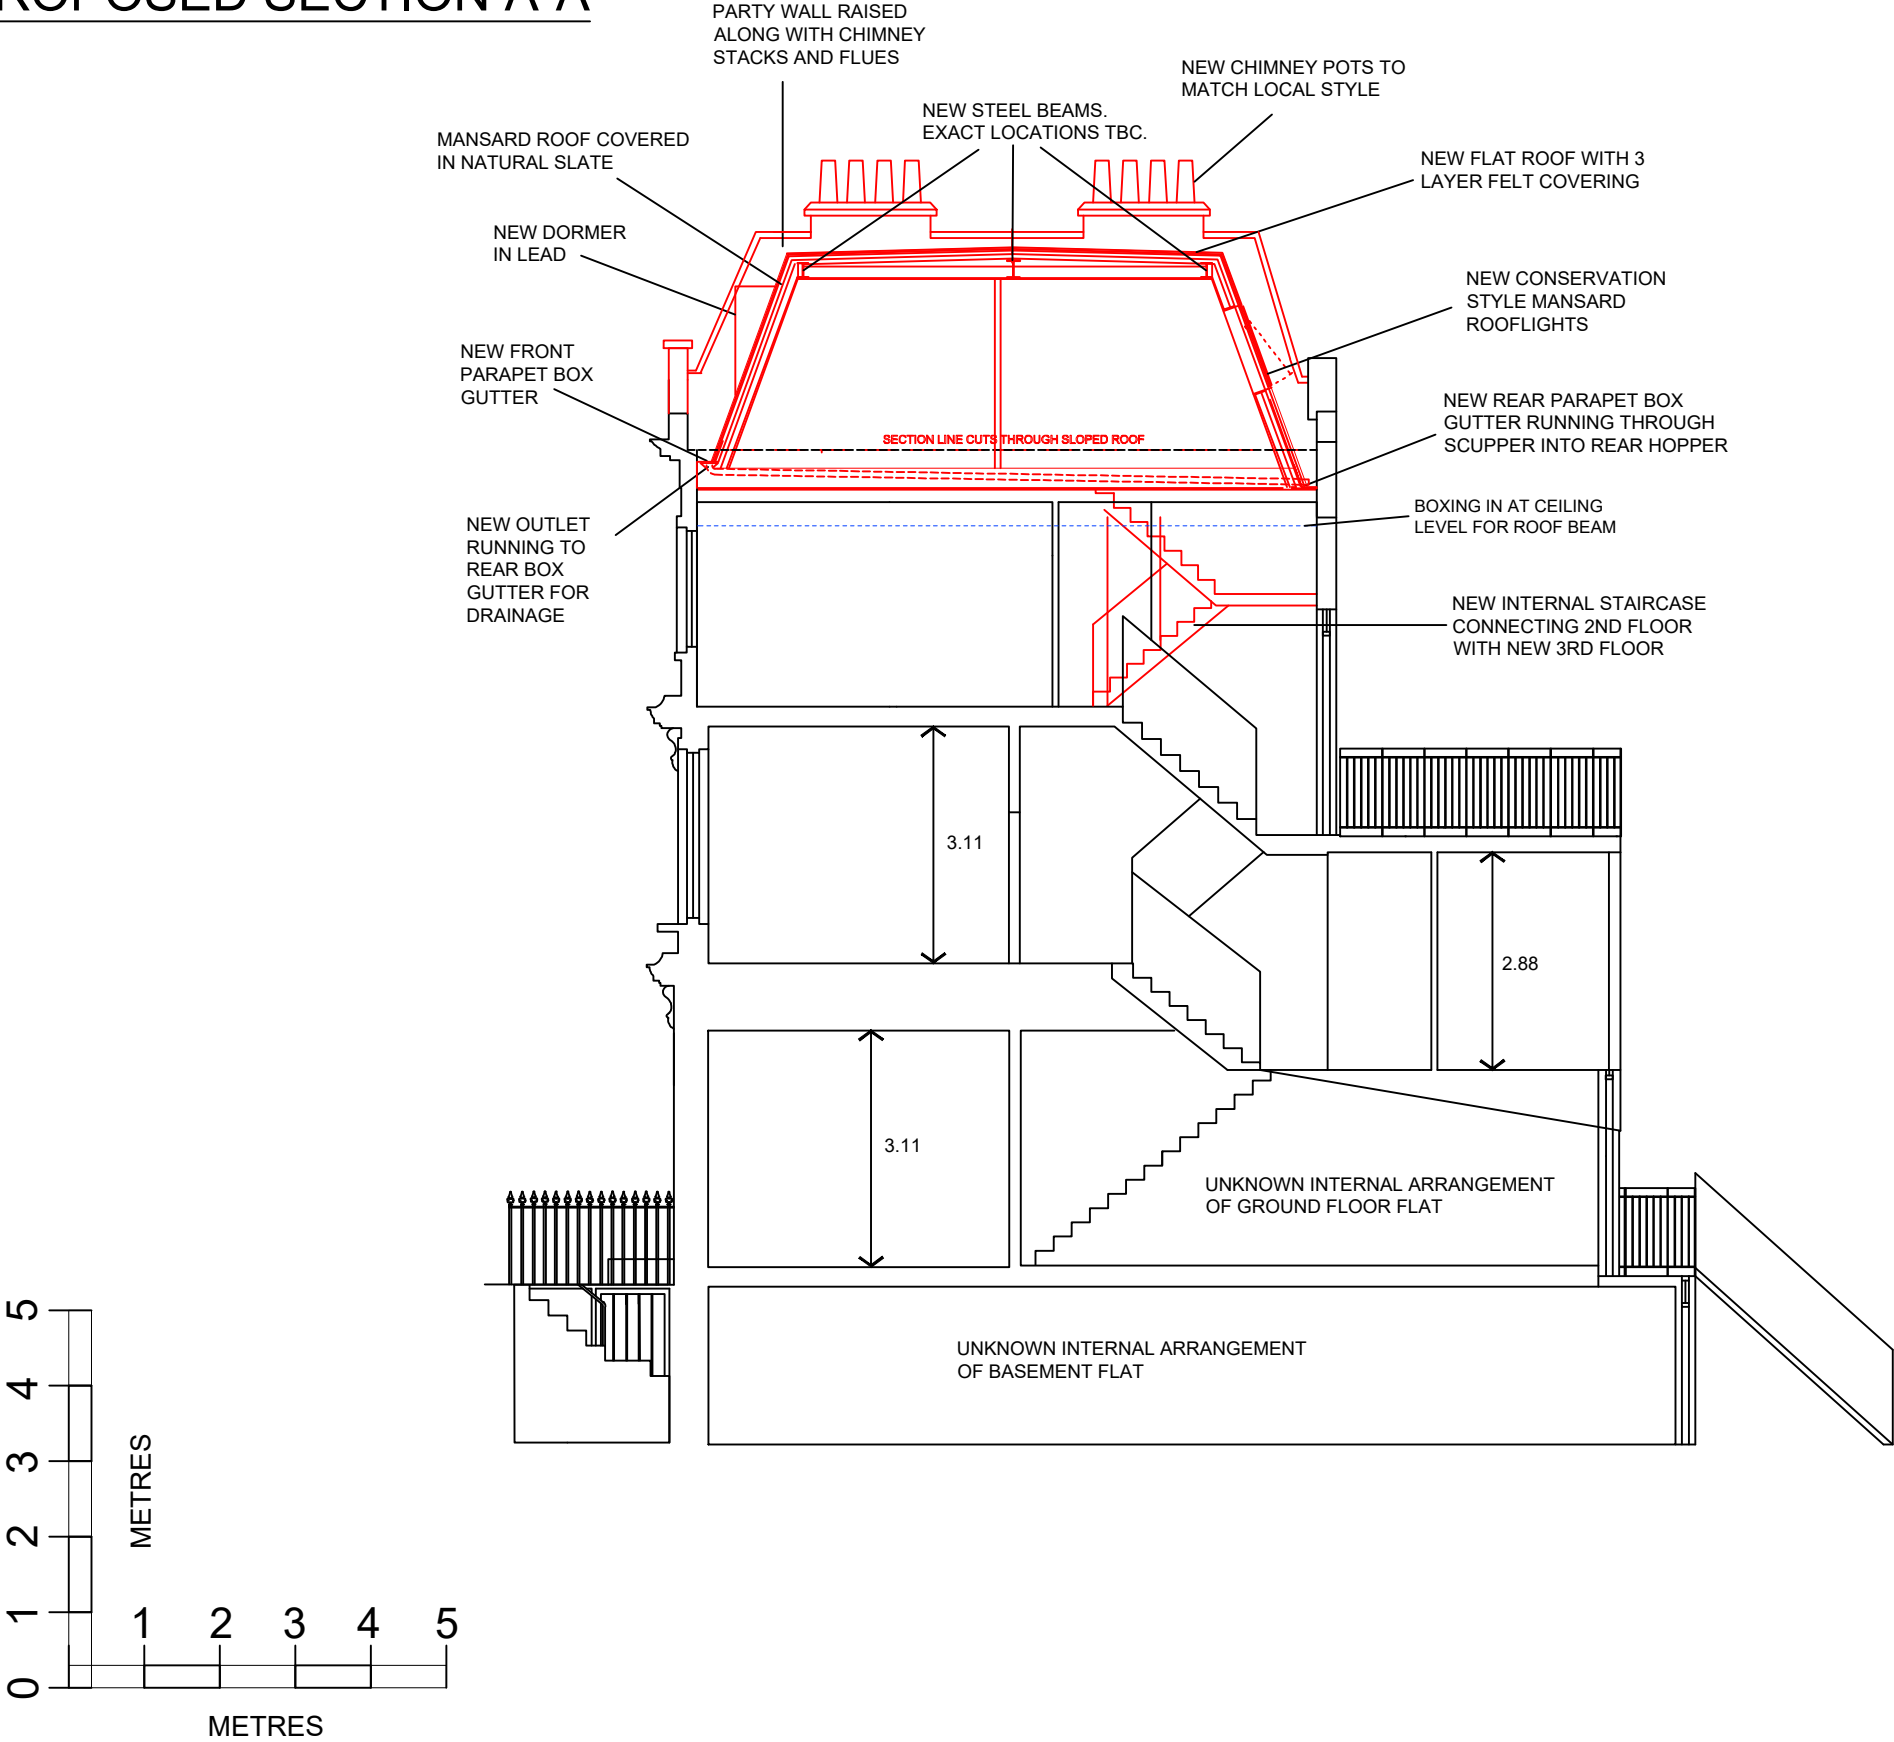 PROPOSED SECTION A-A
PARTY WALL RAISED
ALONG WITH CHIMNEY
STACKS AND FLUES
NEW CHIMNEY POTS TO
MATCH LOCAL STYLE
NEW STEEL BEAMS.
EXACT LOCATIONS TBC.
MANSARD ROOF COVERED
IN NATURAL SLATE
NEW FLAT ROOF WITH 3
LAYER FELT COVERING
NEW DORMER
IN LEAD
NEW CONSERVATION
STYLE MANSARD
ROOFLIGHTS
NEW FRONT
PARAPET BOX
GUTTER
NEW REAR PARAPET BOX
GUTTER RUNNING THROUGH
SCUPPER INTO REAR HOPPER
SECTION LINE CUTS THROUGH SLOPED ROOF
BOXING IN AT CEILING
LEVEL FOR ROOF BEAM
NEW OUTLET
RUNNING TO
REAR BOX
GUTTER FOR
DRAINAGE
NEW INTERNAL STAIRCASE
CONNECTING 2ND FLOOR
WITH NEW 3RD FLOOR
3.11
2.88
3.11
UNKNOWN INTERNAL ARRANGEMENT
OF GROUND FLOOR FLAT
UNKNOWN INTERNAL ARRANGEMENT
OF BASEMENT FLAT
5
4
3
2
1
0
METRES
1 2 3 4 5
METRES